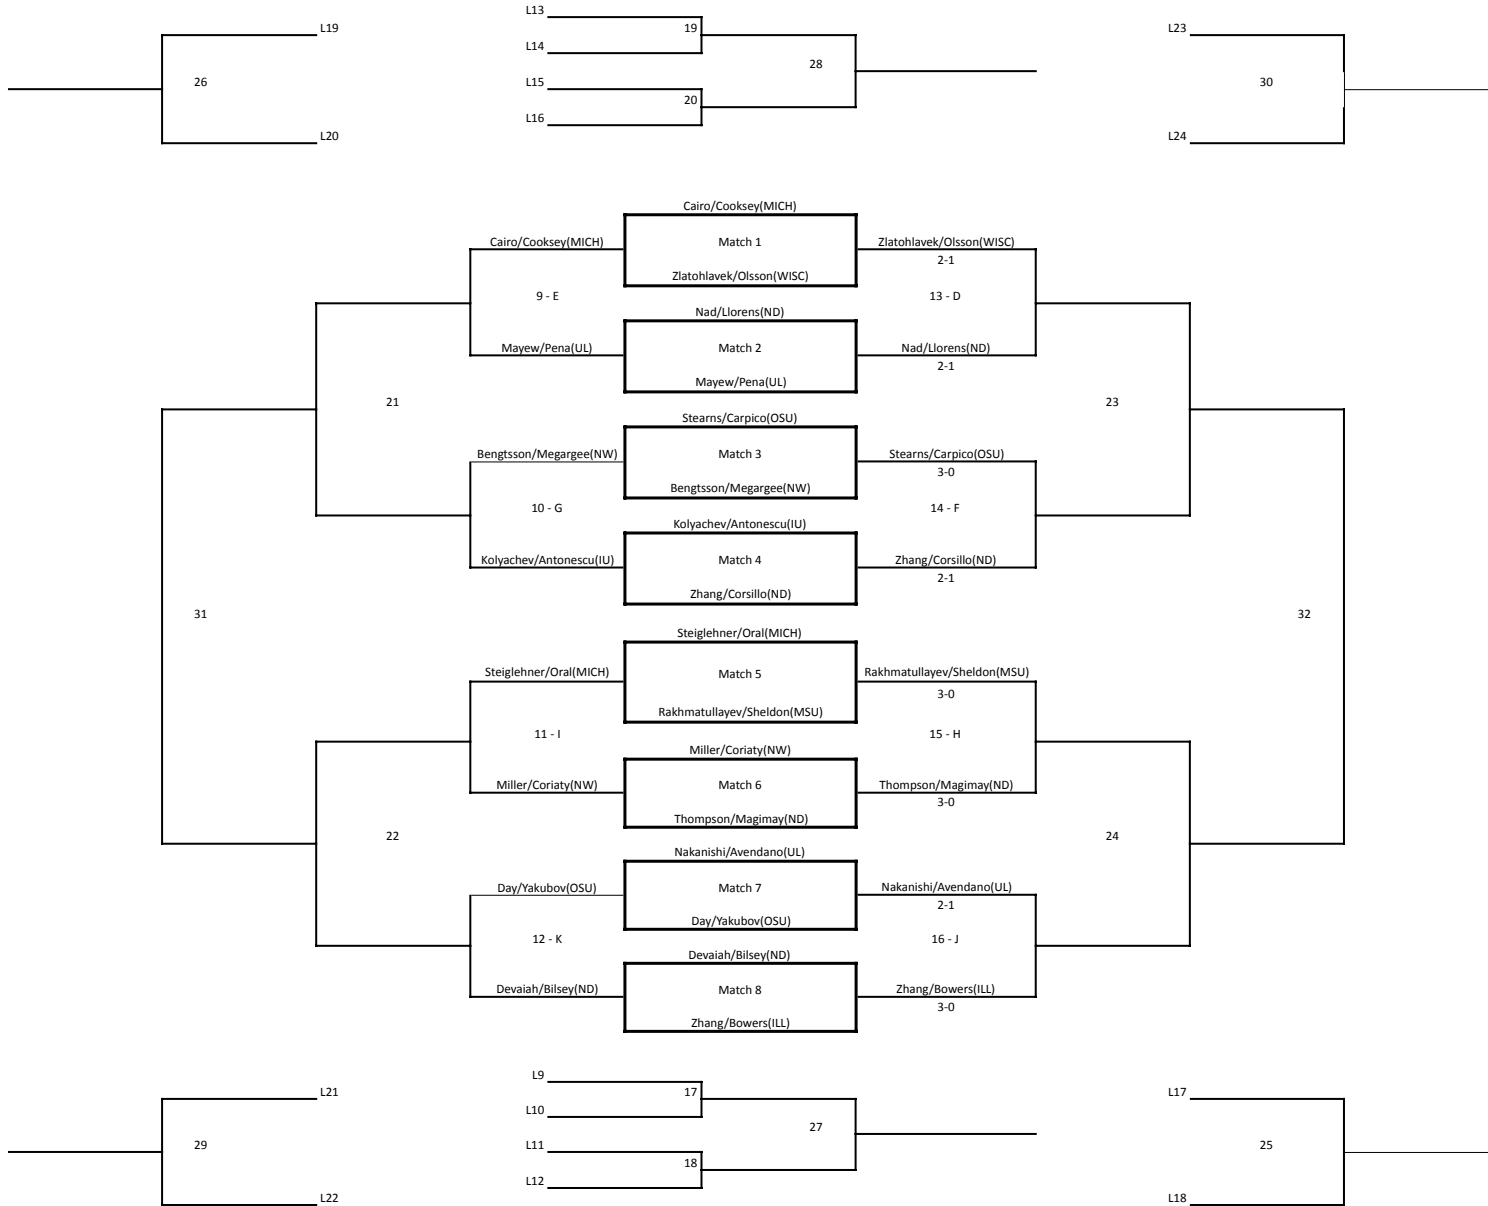 L13
L19
19
L23
L14
28
26
L15
30
20
L16
L20
L24
Cairo/Cooksey(MICH)
Cairo/Cooksey(MICH)
Match 1
Zlatohlavek/Olsson(WISC)
2-1
Zlatohlavek/Olsson(WISC)
9 - E
13 - D
Nad/Llorens(ND)
Mayew/Pena(UL)
Match 2
Nad/Llorens(ND)
2-1
Mayew/Pena(UL)
21
23
Stearns/Carpico(OSU)
Bengtsson/Megargee(NW)
Match 3
Stearns/Carpico(OSU)
3-0
Bengtsson/Megargee(NW)
10 - G
14 - F
Kolyachev/Antonescu(IU)
Kolyachev/Antonescu(IU)
Match 4
Zhang/Corsillo(ND)
2-1
Zhang/Corsillo(ND)
31
32
Steiglehner/Oral(MICH)
Steiglehner/Oral(MICH)
Match 5
Rakhmatullayev/Sheldon(MSU)
3-0
Rakhmatullayev/Sheldon(MSU)
11 - I
15 - H
Miller/Coriaty(NW)
Miller/Coriaty(NW)
Match 6
Thompson/Magimay(ND)
3-0
Thompson/Magimay(ND)
22
24
Nakanishi/Avendano(UL)
Day/Yakubov(OSU)
Match 7
Nakanishi/Avendano(UL)
2-1
Day/Yakubov(OSU)
12 - K
16 - J
Devaiah/Bilsey(ND)
Devaiah/Bilsey(ND)
Match 8
Zhang/Bowers(ILL)
3-0
Zhang/Bowers(ILL)
L9
L21
17
L17
L10
27
29
L11
25
18
L12
L22
L18